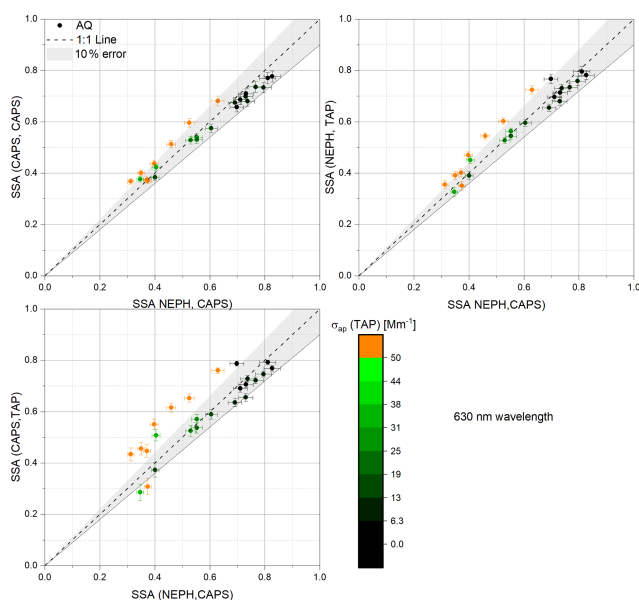 AQ
1:1 Line
10 % error
1.0
0.8
0.6
0.4
0.2
0.0
SSA (CAPS, CAPS)
0.0 0.2 0.4 0.6 0.8 1.0
SSA NEPH, CAPS)
1.0
0.8
0.6
0.4
0.2
0.0
SSA (NEPH, TAP)
0.0 0.2 0.4 0.6 0.8 1.0
SSA NEPH,CAPS)
1.0
0.8
0.6
0.4
0.2
0.0
SSA (CAPS,TAP)
0.0 0.2 0.4 0.6 0.8 1.0
SSA (NEPH,CAPS)
σap (TAP) [Mm⁻¹]
50
44
38
31
25
19
13
6.3
0.0
630 nm wavelength